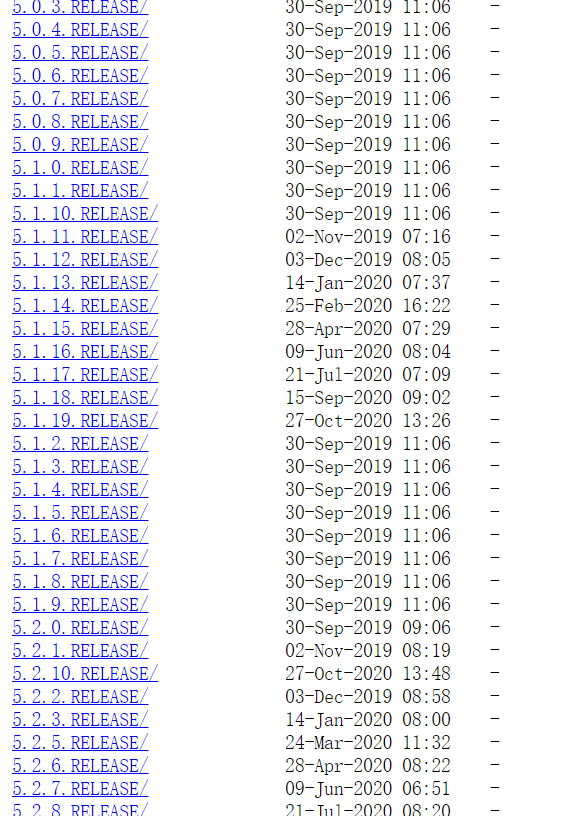 5.0.3.RELEASE/ 30-Sep-2019 11:06 -
5.0.4.RELEASE/ 30-Sep-2019 11:06 -
5.0.5.RELEASE/ 30-Sep-2019 11:06 -
5.0.6.RELEASE/ 30-Sep-2019 11:06 -
5.0.7.RELEASE/ 30-Sep-2019 11:06 -
5.0.8.RELEASE/ 30-Sep-2019 11:06 -
5.0.9.RELEASE/ 30-Sep-2019 11:06 -
5.1.0.RELEASE/ 30-Sep-2019 11:06 -
5.1.1.RELEASE/ 30-Sep-2019 11:06 -
5.1.10.RELEASE/ 30-Sep-2019 11:06 -
5.1.11.RELEASE/ 02-Nov-2019 07:16 -
5.1.12.RELEASE/ 03-Dec-2019 08:05 -
5.1.13.RELEASE/ 14-Jan-2020 07:37 -
5.1.14.RELEASE/ 25-Feb-2020 16:22 -
5.1.15.RELEASE/ 28-Apr-2020 07:29 -
5.1.16.RELEASE/ 09-Jun-2020 08:04 -
5.1.17.RELEASE/ 21-Jul-2020 07:09 -
5.1.18.RELEASE/ 15-Sep-2020 09:02 -
5.1.19.RELEASE/ 27-Oct-2020 13:26 -
5.1.2.RELEASE/ 30-Sep-2019 11:06 -
5.1.3.RELEASE/ 30-Sep-2019 11:06 -
5.1.4.RELEASE/ 30-Sep-2019 11:06 -
5.1.5.RELEASE/ 30-Sep-2019 11:06 -
5.1.6.RELEASE/ 30-Sep-2019 11:06 -
5.1.7.RELEASE/ 30-Sep-2019 11:06 -
5.1.8.RELEASE/ 30-Sep-2019 11:06 -
5.1.9.RELEASE/ 30-Sep-2019 11:06 -
5.2.0.RELEASE/ 30-Sep-2019 09:06 -
5.2.1.RELEASE/ 02-Nov-2019 08:19 -
5.2.10.RELEASE/ 27-Oct-2020 13:48 -
5.2.2.RELEASE/ 03-Dec-2019 08:58 -
5.2.3.RELEASE/ 14-Jan-2020 08:00 -
5.2.5.RELEASE/ 24-Mar-2020 11:32 -
5.2.6.RELEASE/ 28-Apr-2020 08:22 -
5.2.7.RELEASE/ 09-Jun-2020 06:51 -
5.2.8.RELEASE/ 21-Jul-2020 08:20 -